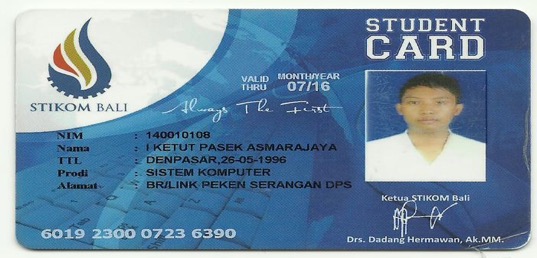 STUDENT
CARD
STIKOM BALI
VALID THRU MONTH/YEAR 07/16
Always The First
NIM : 140010108
Nama : I KETUT PASEK ASMARAJAYA
TTL : DENPASAR,26-05-1996
Prodi : SISTEM KOMPUTER
Alamat : BR/LINK PEKEN SERANGAN DPS
6019 2300 0723 6390
Ketua STIKOM Bali
Drs. Dadang Hermawan, Ak.MM.